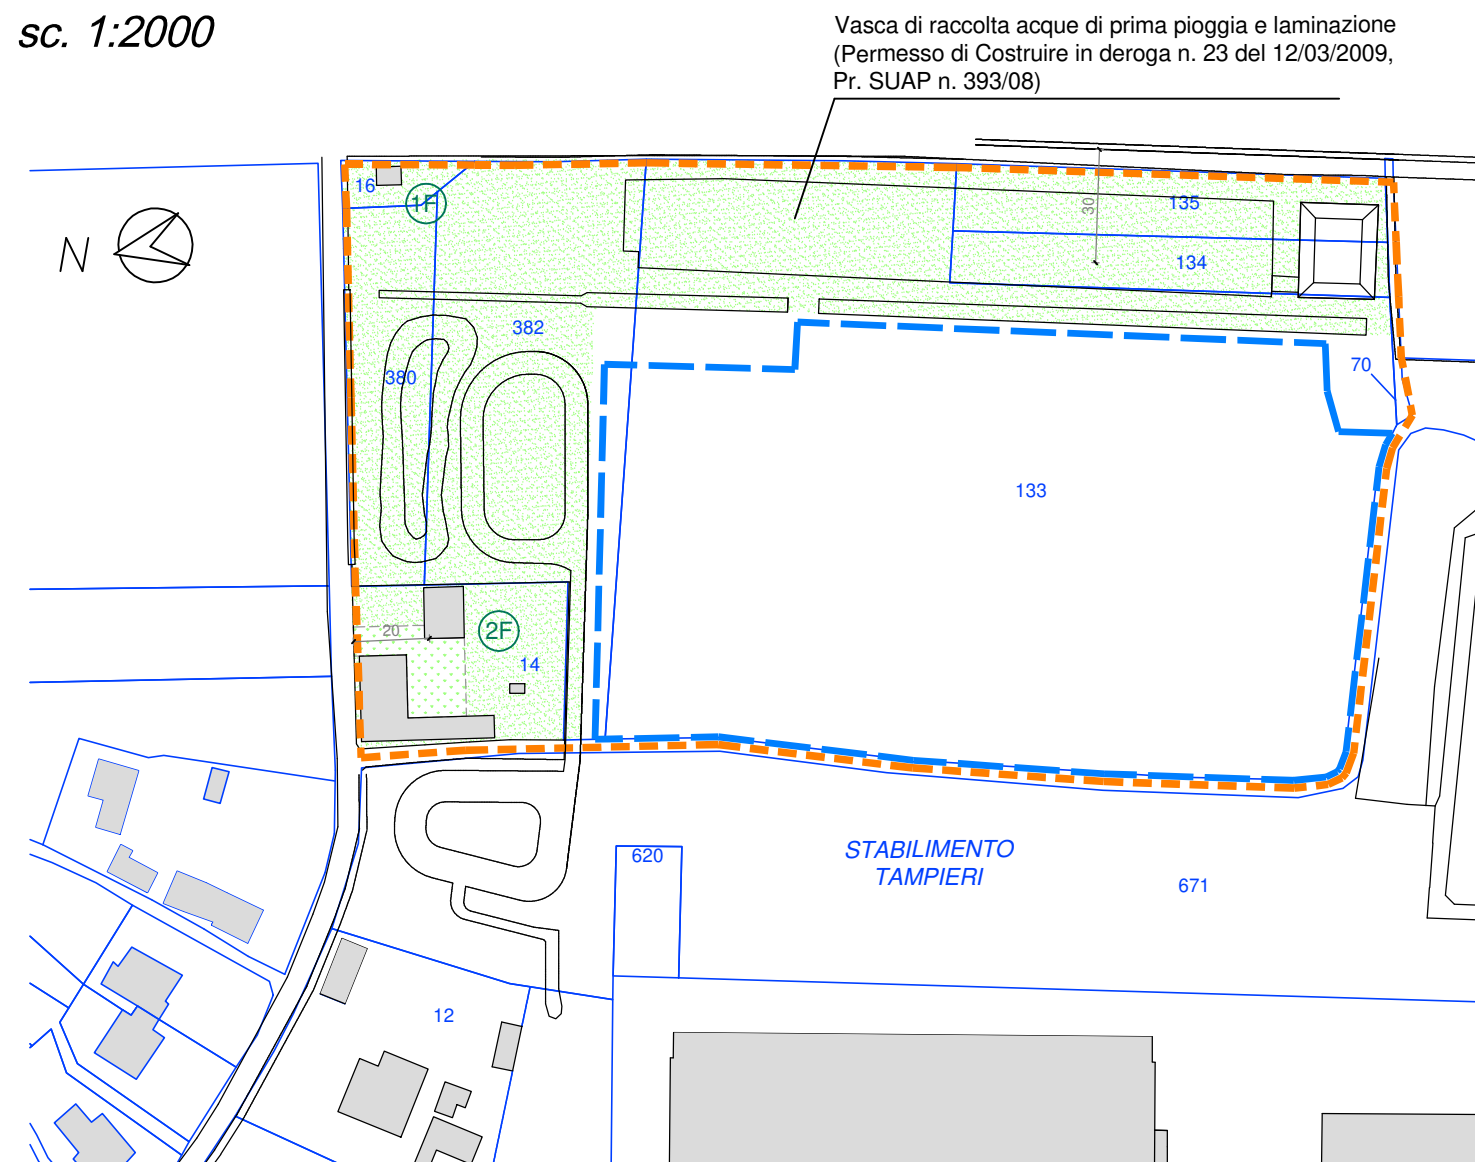 sc. 1:2000
Vasca di raccolta acque di prima pioggia e laminazione
(Permesso di Costruire in deroga n. 23 del 12/03/2009,
Pr. SUAP n. 393/08)
16
1F
135
30
134
N
382
380
70
133
20
2F
14
STABILIMENTO
TAMPIERI
620
671
12